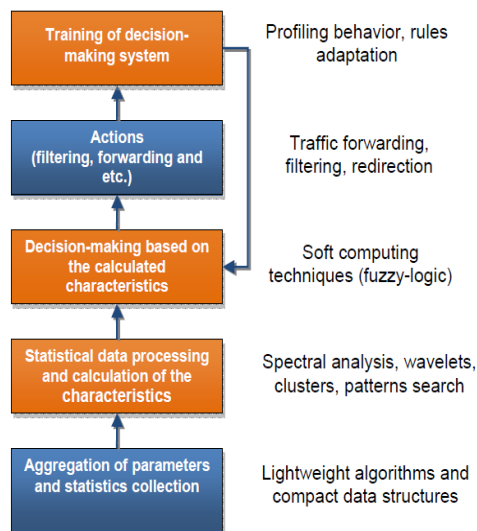 Training of decision-
making system
Profiling behavior, rules
adaptation
Actions
(filtering, forwarding and
etc.)
Traffic forwarding,
filtering, redirection
Decision-making based on
the calculated
characteristics
Soft computing
techniques (fuzzy-logic)
Statistical data processing
and calculation of the
characteristics
Spectral analysis, wavelets,
clusters, patterns search
Aggregation of parameters
and statistics collection
Lightweight algorithms and
compact data structures